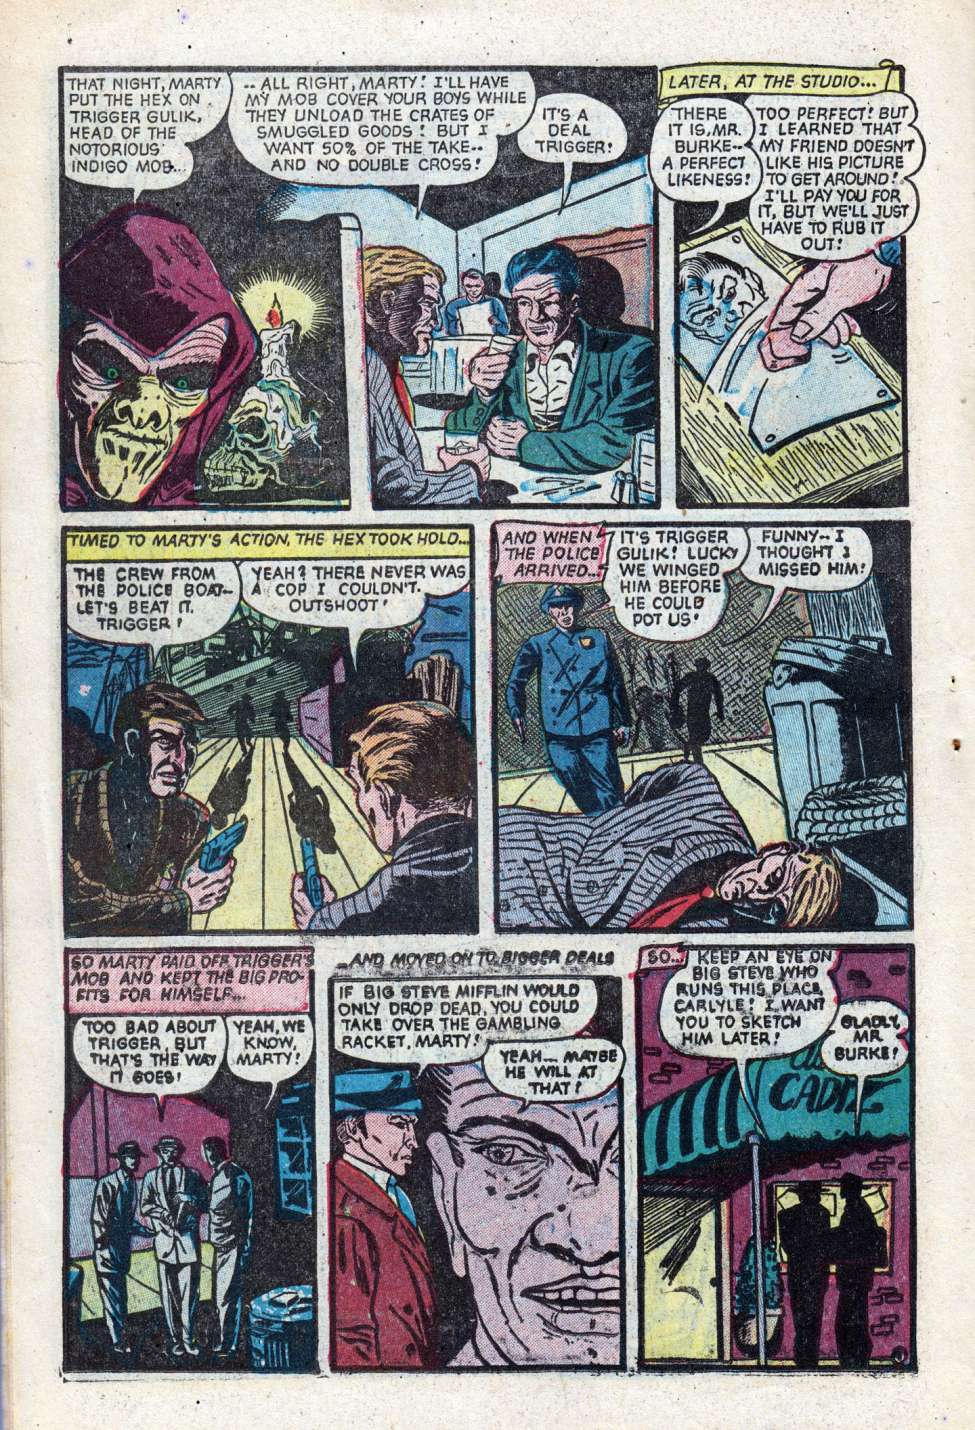 THAT NIGHT, MARTY
PUT THE HEX ON
TRIGGER GULIK,
HEAD OF THE
NOTORIOUS
INDIGO MOB...
-- ALL RIGHT, MARTY! I'LL HAVE
MY MOB COVER YOUR BOYS WHILE
THEY UNLOAD THE CRATES OF
SMUGGLED GOODS! BUT I
WANT 50% OF THE TAKE--
AND NO DOUBLE CROSS!
IT'S A
DEAL
TRIGGER!
LATER, AT THE STUDIO...
THERE
IT IS, MR.
BURKE--
A PERFECT
LIKENESS!
TOO PERFECT! BUT
I LEARNED THAT
MY FRIEND DOESN'T
LIKE HIS PICTURE
TO GET AROUND!
I'LL PAY YOU FOR
IT, BUT WE'LL JUST
HAVE TO RUB IT
OUT!
TIMED TO MARTY'S ACTION, THE HEX TOOK HOLD...
THE CREW FROM
THE POLICE BOAT--
LET'S BEAT IT,
TRIGGER!
YEAH? THERE NEVER WAS
A COP I COULDN'T
OUTSHOOT!
AND WHEN
THE POLICE
ARRIVED...
IT'S TRIGGER
GULIK! LUCKY
WE WINGED
HIM BEFORE
HE COULD
POT US!
FUNNY-- I
THOUGHT I
MISSED HIM!
SO MARTY PAID OFF TRIGGER'S
MOB AND KEPT THE BIG PRO-
FITS FOR HIMSELF...
TOO BAD ABOUT
TRIGGER, BUT
THAT'S THE WAY
IT GOES!
YEAH, WE
KNOW,
MARTY!
...AND MOVED ON TO BIGGER DEALS
IF BIG STEVE MIFFLIN WOULD
ONLY DROP DEAD, YOU COULD
TAKE OVER THE GAMBLING
RACKET, MARTY!
YEAH-- MAYBE
HE WILL AT
THAT!
SO...
KEEP AN EYE ON
BIG STEVE WHO
RUNS THIS PLACE,
CARLYLE! I WANT
YOU TO SKETCH
HIM LATER!
GLADLY,
MR.
BURKE!
CADIZ